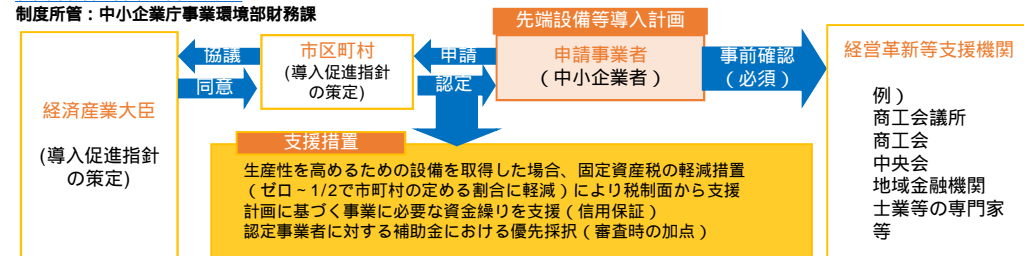 制度所管：中小企業庁事業環境部財務課
先端設備等導入計画
経済産業大臣
(導入促進指針
の策定)
協議
同意
市区町村
(導入促進指針
の策定)
申請
認定
申請事業者
（中小企業者）
事前確認
（必須）
経営革新等支援機関
例）
商工会議所
商工会
中央会
地域金融機関
士業等の専門家
等
支援措置
生産性を高めるための設備を取得した場合、固定資産税の軽減措置
（ゼロ～1/2で市町村の定める割合に軽減）により税制面から支援
計画に基づく事業に必要な資金繰りを支援（信用保証）
認定事業者に対する補助金における優先採択（審査時の加点）